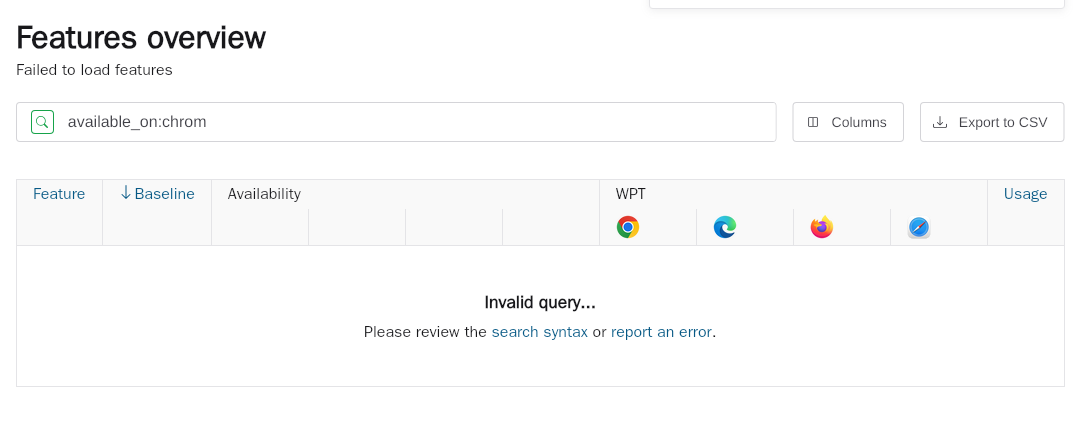 Features overview
Failed to load features
available_on:chrom
Columns
Export to CSV
Feature
Baseline
Availability
WPT
Usage
Invalid query...
Please review the search syntax or report an error.